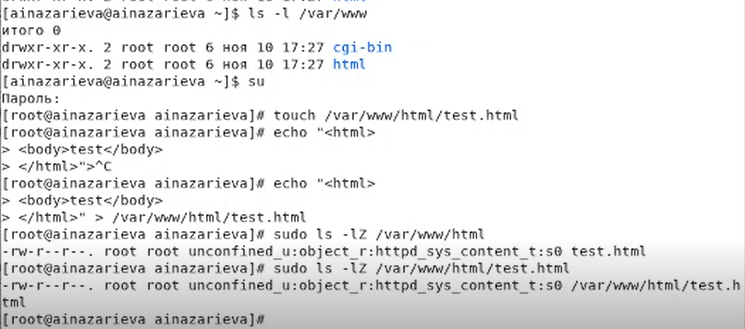 [ainazarieva@ainazarieva ~]$ ls -l /var/www
итого 0
drwxr-xr-x. 2 root root 6 ноя 10 17:27 cgi-bin
drwxr-xr-x. 2 root root 6 ноя 10 17:27 html
[ainazarieva@ainazarieva ~]$ su
Пароль:
[root@ainazarieva ainazarieva]# touch /var/www/html/test.html
[root@ainazarieva ainazarieva]# echo "<html>
> <body>test</body>
> </html>">^C
[root@ainazarieva ainazarieva]# echo "<html>
> <body>test</body>
> </html>" > /var/www/html/test.html
[root@ainazarieva ainazarieva]# sudo ls -lZ /var/www/html
-rw-r--r--. root root unconfined_u:object_r:httpd_sys_content_t:s0 test.html
[root@ainazarieva ainazarieva]# sudo ls -lZ /var/www/html/test.html
-rw-r--r--. root root unconfined_u:object_r:httpd_sys_content_t:s0 /var/www/html/test.h
tml
[root@ainazarieva ainazarieva]#